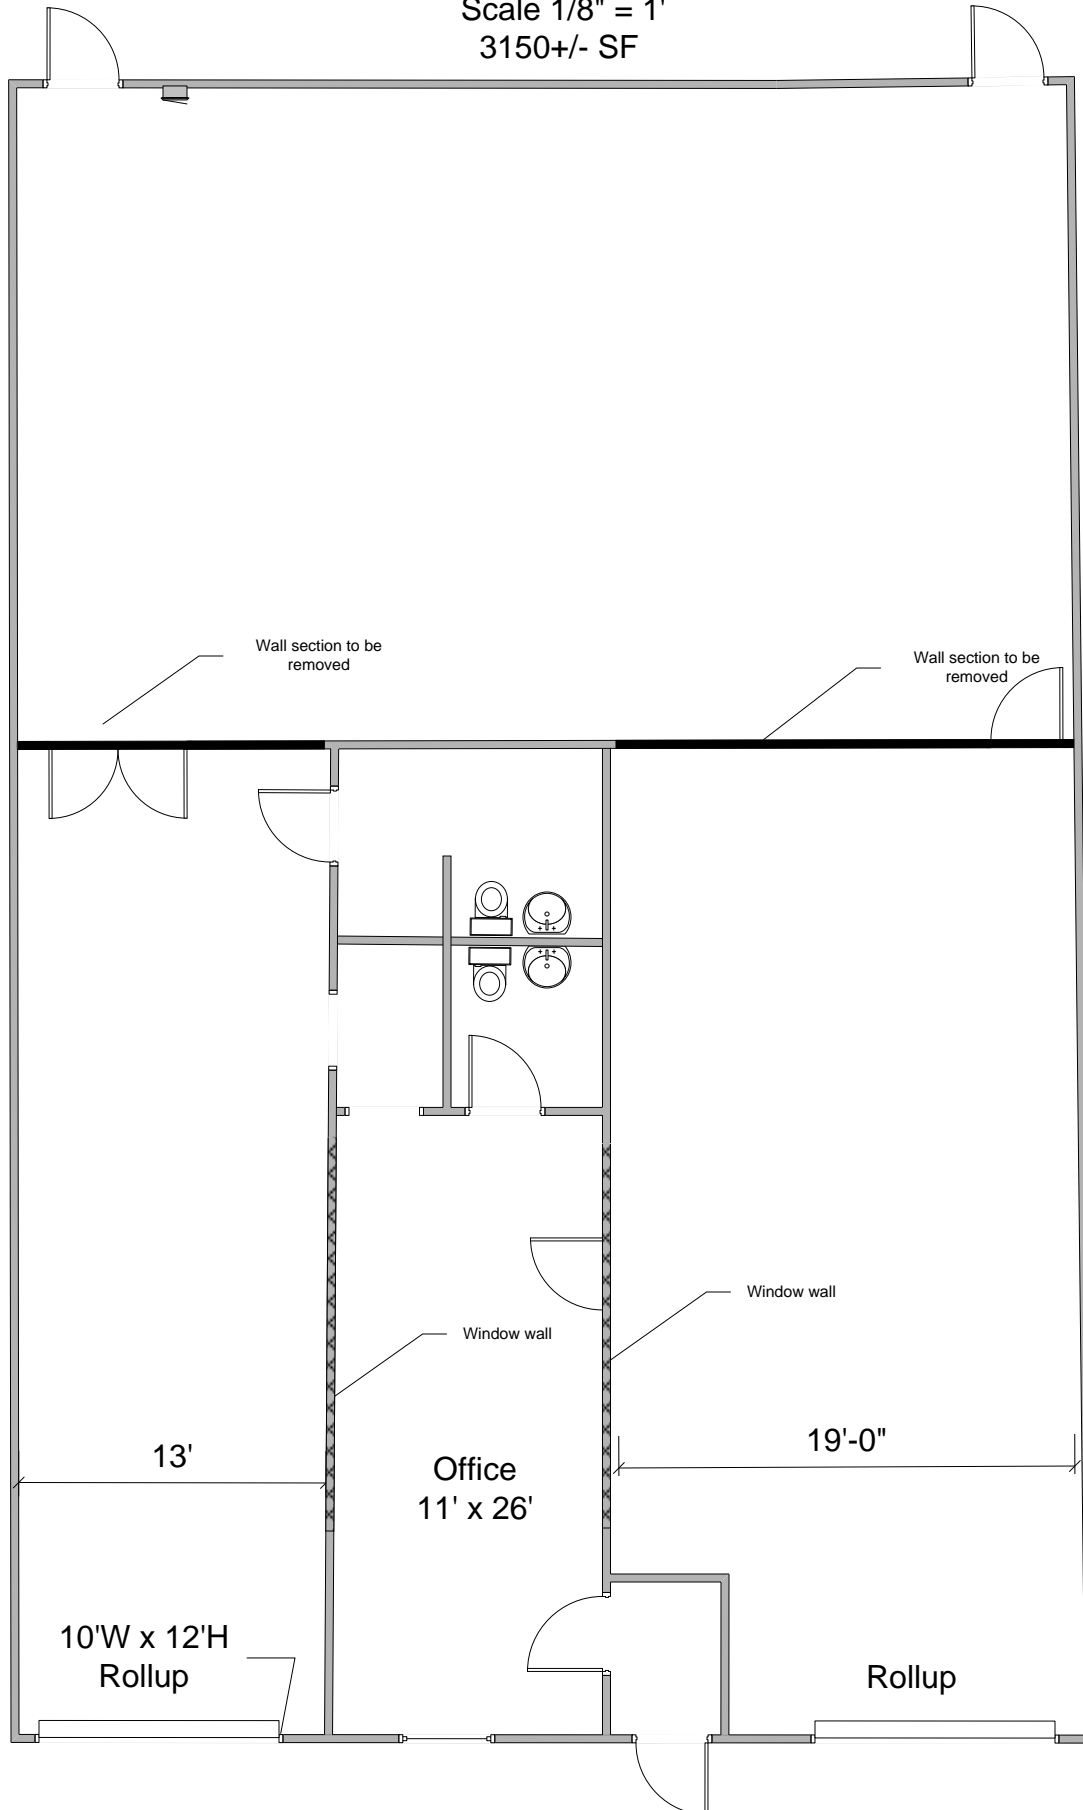 Scale 1/8" = 1'
3150+/- SF
Wall section to be
removed
Wall section to be
removed
Window wall
Window wall
13'
19'-0"
Office
11' x 26'
10'W x 12'H
Rollup
Rollup